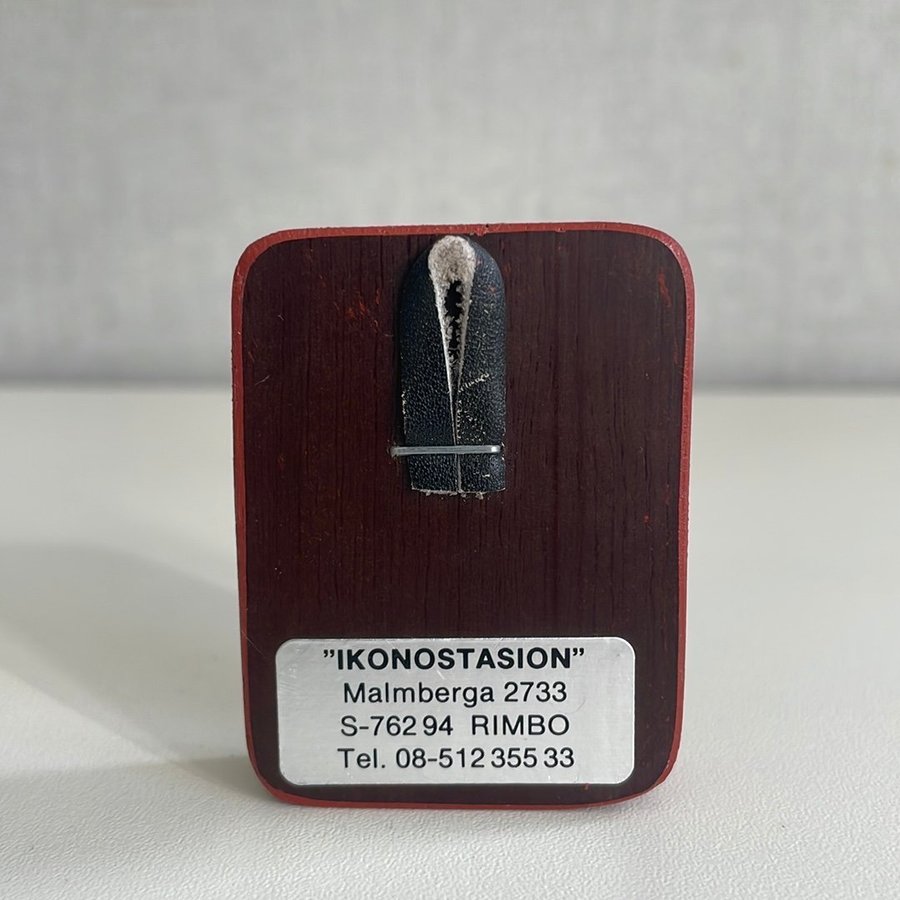 ”IKONOSTASION”
Malmberga 2733
S-762 94 RIMBO
Tel. 08-512 355 33